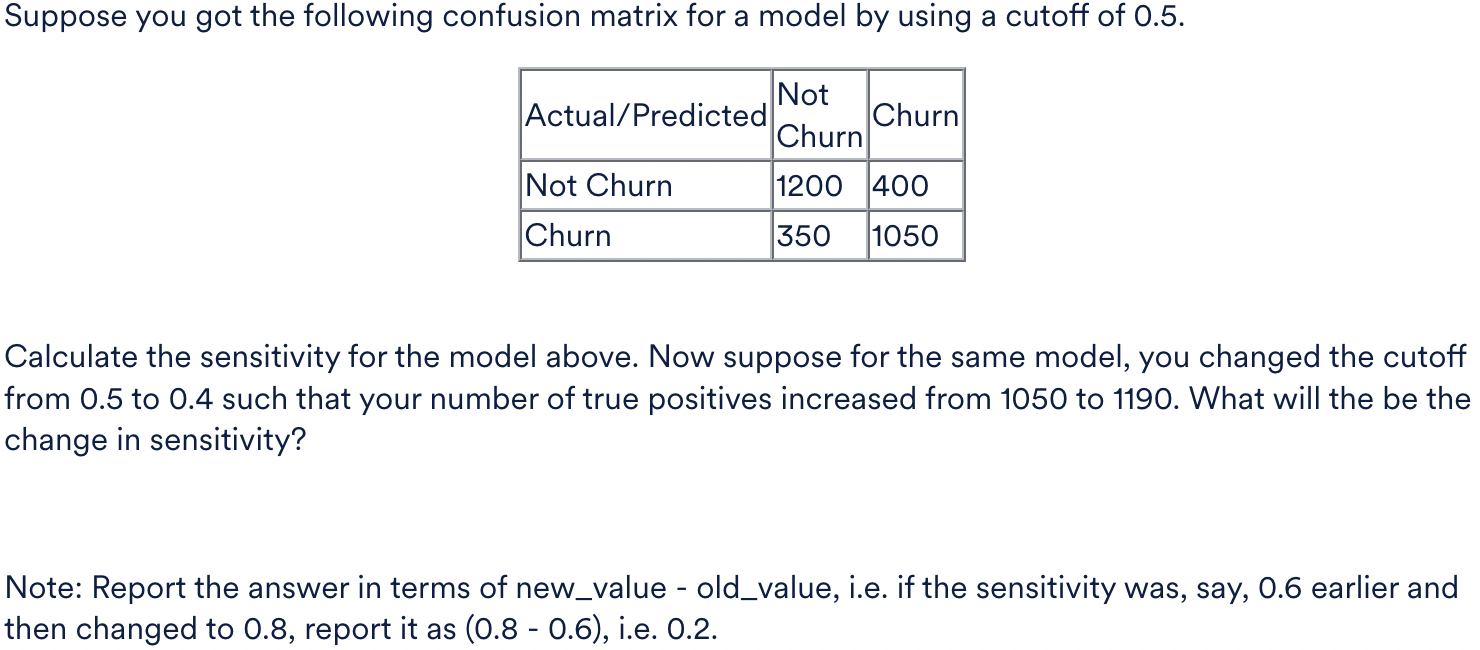 Suppose you got the following confusion matrix for a model by using a cutoff of 0.5.
Actual/Predicted Not Churn Churn
Not Churn 1200 400
Churn 350 1050
Calculate the sensitivity for the model above. Now suppose for the same model, you changed the cutoff
from 0.5 to 0.4 such that your number of true positives increased from 1050 to 1190. What will the be the
change in sensitivity?
Note: Report the answer in terms of new_value - old_value, i.e. if the sensitivity was, say, 0.6 earlier and
then changed to 0.8, report it as (0.8 - 0.6), i.e. 0.2.